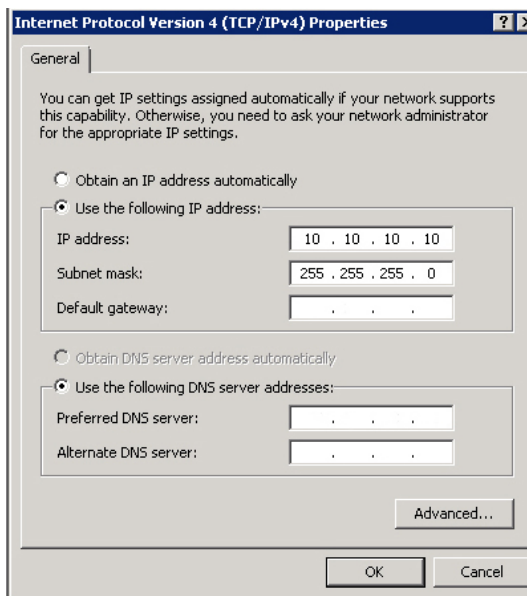 Internet Protocol Version 4 (TCP/IPv4) Properties
General
You can get IP settings assigned automatically if your network supports
this capability. Otherwise, you need to ask your network administrator
for the appropriate IP settings.
Obtain an IP address automatically
Use the following IP address:
IP address: 10 . 10 . 10 . 10
Subnet mask: 255 . 255 . 255 . 0
Default gateway: . . .
Obtain DNS server address automatically
Use the following DNS server addresses:
Preferred DNS server: . . .
Alternate DNS server: . . .
Advanced...
OK Cancel